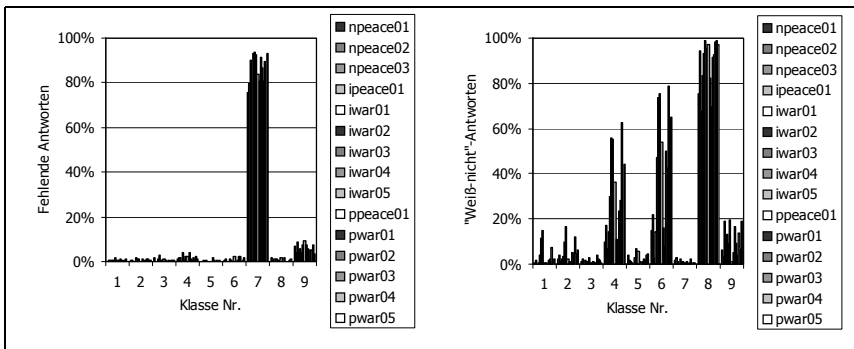 100%
80%
60%
40%
20%
0%
Fehlende Antworten
1 2 3 4 5 6 7 8 9
Klasse Nr.
npeace01
npeace02
npeace03
ipeace01
iwar01
iwar02
iwar03
iwar04
iwar05
ppeace01
pwar01
pwar02
pwar03
pwar04
pwar05
100%
80%
60%
40%
20%
0%
"Weiß-nicht"-Antworten
1 2 3 4 5 6 7 8 9
Klasse Nr.
npeace01
npeace02
npeace03
ipeace01
iwar01
iwar02
iwar03
iwar04
iwar05
ppeace01
pwar01
pwar02
pwar03
pwar04
pwar05